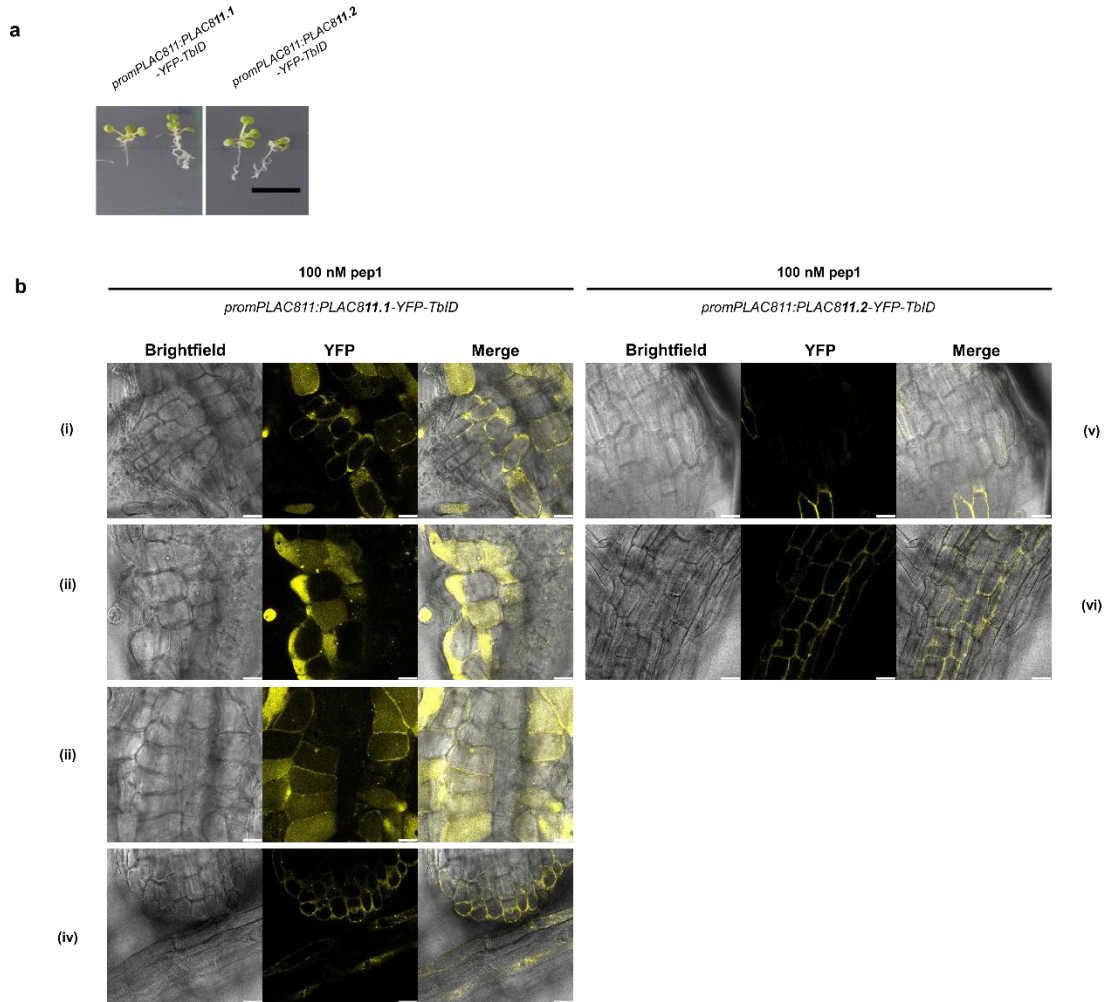 a
promPLAC811:PLAC811.1
-YFP-TbID
promPLAC811:PLAC811.2
-YFP-TbID
b
100 nM pep1
100 nM pep1
promPLAC811:PLAC811.1-YFP-TbID
promPLAC811:PLAC811.2-YFP-TbID
Brightfield YFP Merge
Brightfield YFP Merge
(i)
(v)
(ii)
(vi)
(ii)
(iv)